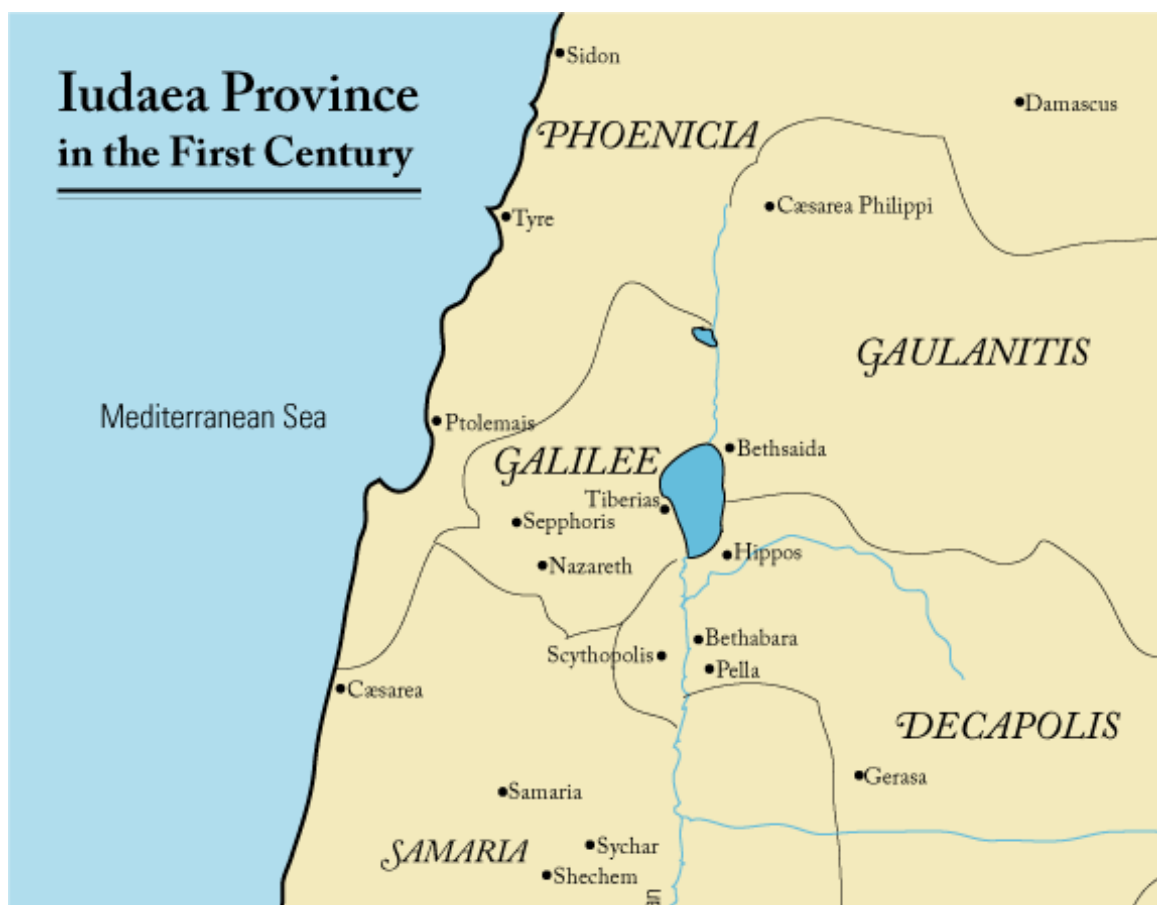 Iudaea Province
in the First Century
Sidon
Damascus
PHOENICIA
Cæsarea Philippi
Tyre
GAULANITIS
Mediterranean Sea
Ptolemais
Bethsaida
GALILEE
Tiberias
Sepphoris
Hippos
Nazareth
Bethabara
Scythopolis
Pella
Cæsarea
DECAPOLIS
Gerasa
Samaria
Sychar
SAMARIA
Shechem